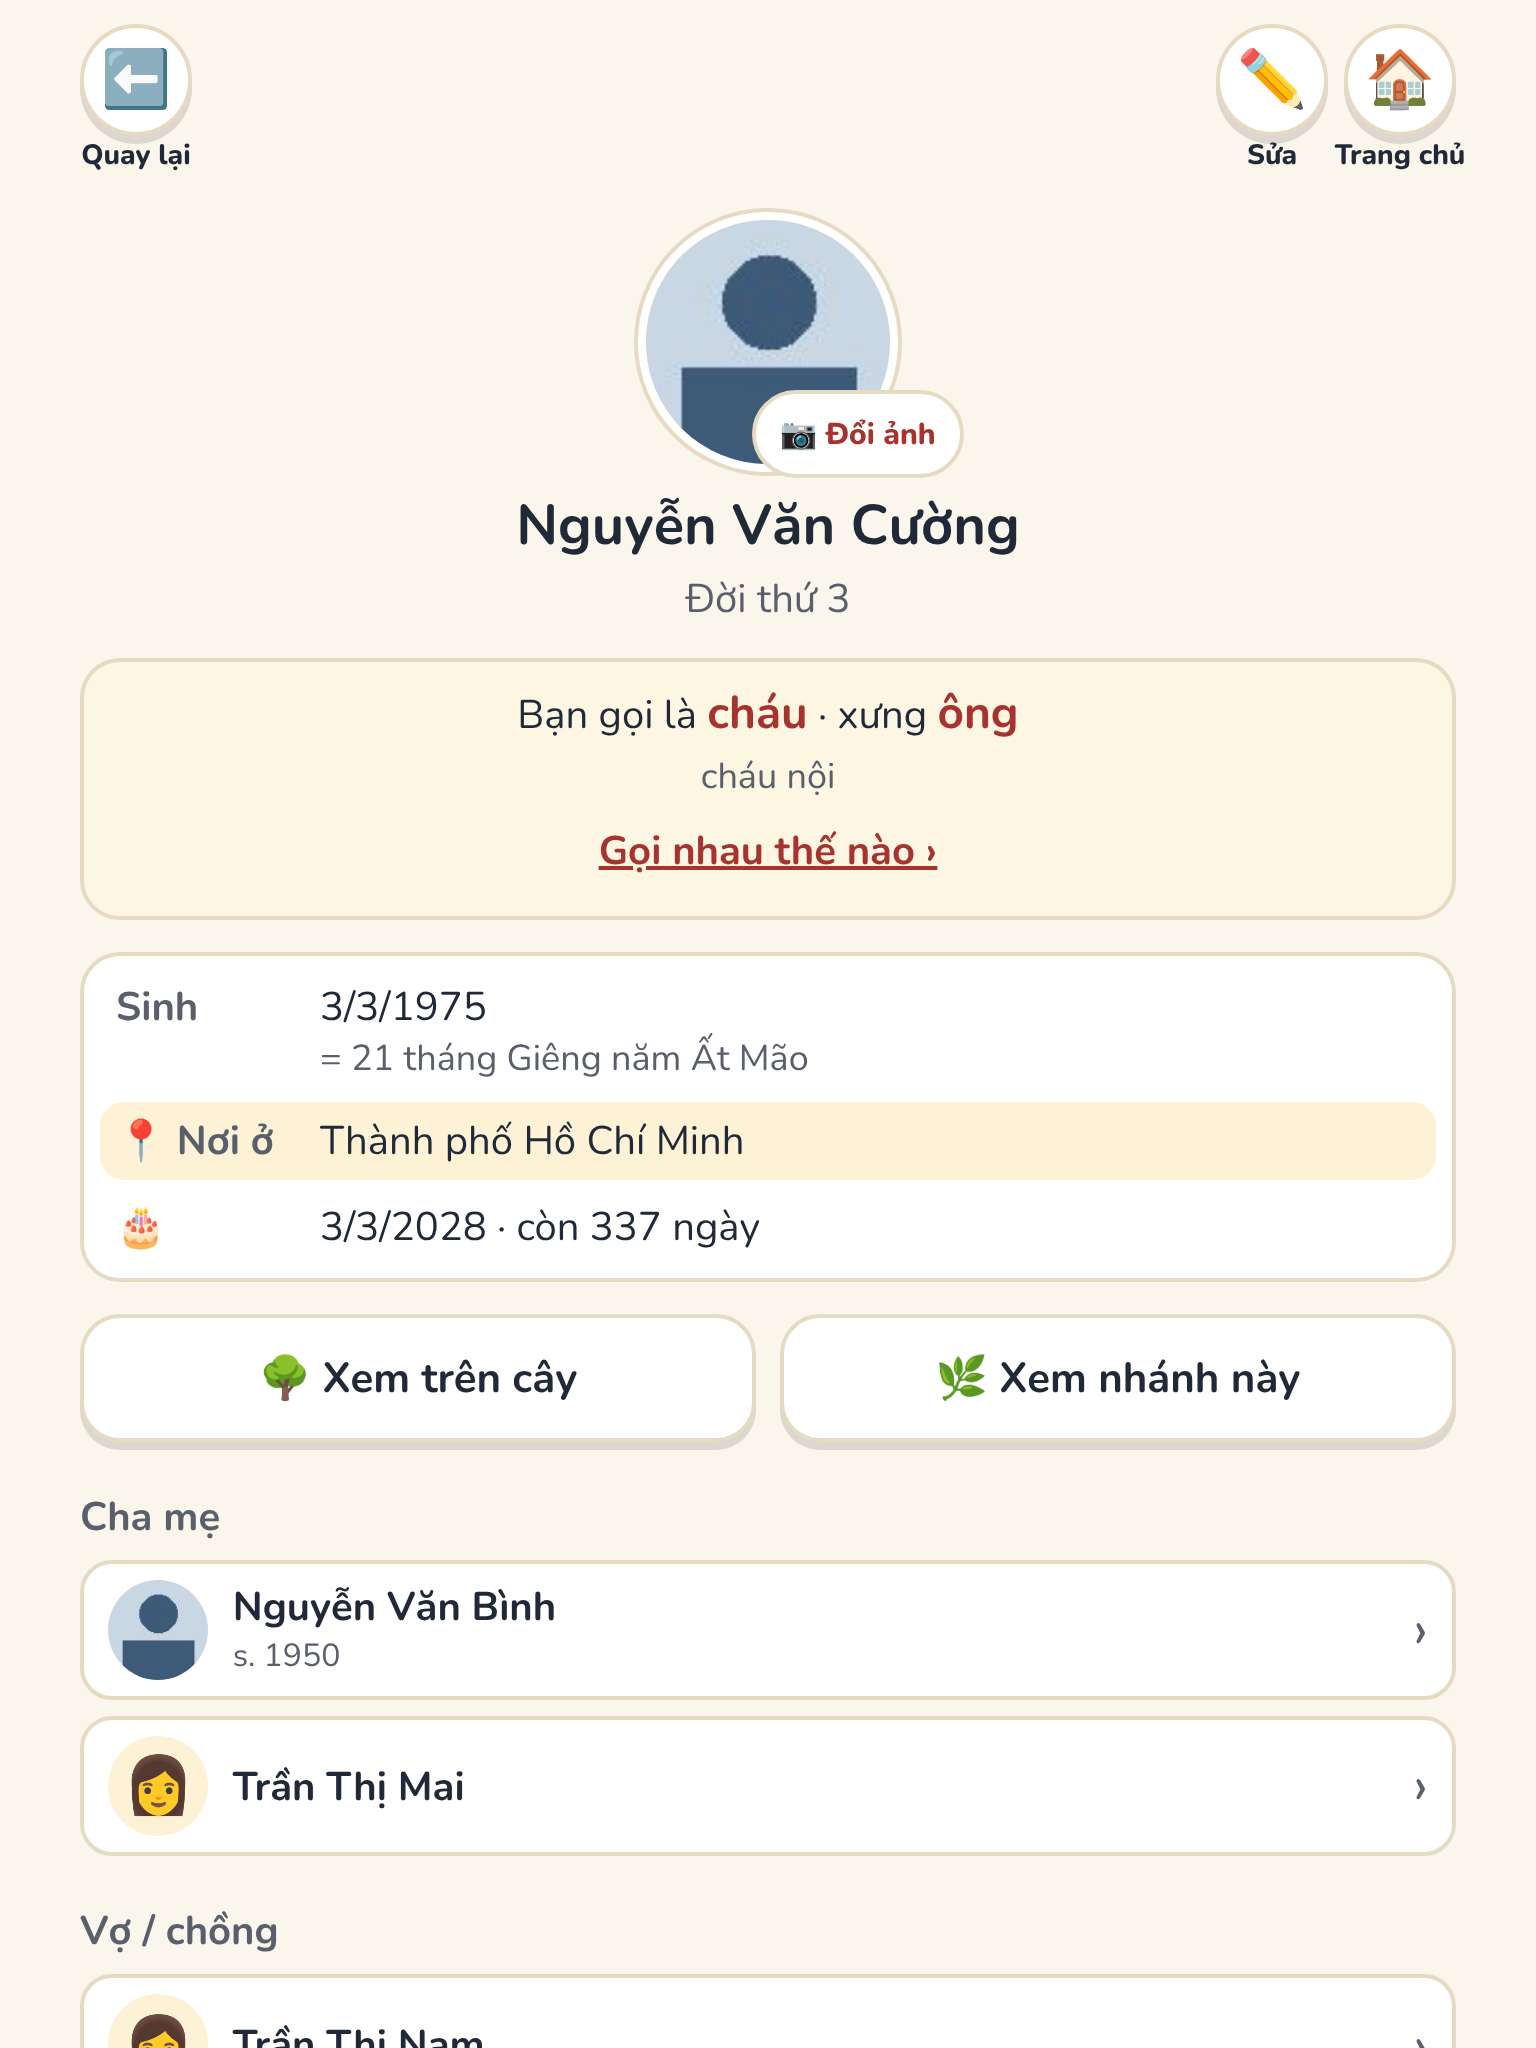 Quay lại
Sửa
Trang chủ
Đổi ảnh
Nguyễn Văn Cường
Đời thứ 3
Bạn gọi là cháu · xưng ông
cháu nội
Gọi nhau thế nào ›
Sinh 3/3/1975
= 21 tháng Giêng năm Ất Mão
Nơi ở Thành phố Hồ Chí Minh
3/3/2028 · còn 337 ngày
Xem trên cây
Xem nhánh này
Cha mẹ
Nguyễn Văn Bình
s. 1950
Trần Thị Mai
Vợ / chồng
Trần Thị Nam